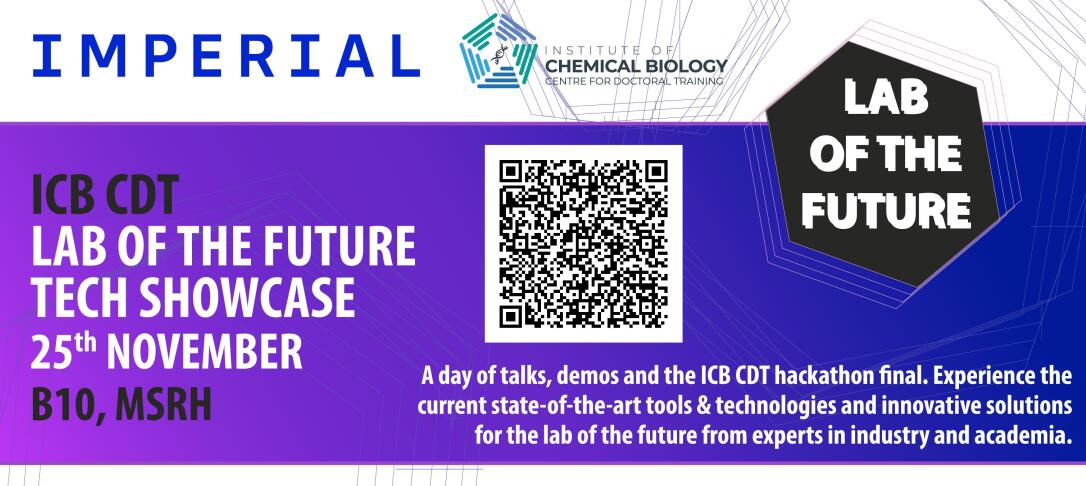 IMPERIAL
INSTITUTE OF
CHEMICAL BIOLOGY
CENTRE FOR DOCTORAL TRAINING
LAB
OF THE
FUTURE
ICB CDT
LAB OF THE FUTURE
TECH SHOWCASE
25th NOVEMBER
B10, MSRH
A day of talks, demos and the ICB CDT hackathon final. Experience the
current state-of-the-art tools & technologies and innovative solutions
for the lab of the future from experts in industry and academia.